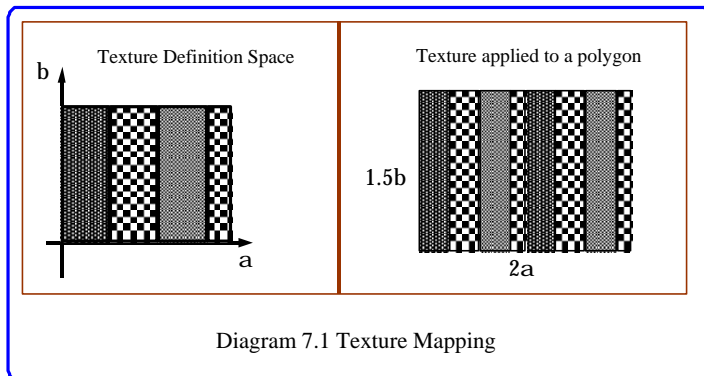 Texture Definition Space
b
a
Texture applied to a polygon
1.5b
2a
Diagram 7.1 Texture Mapping